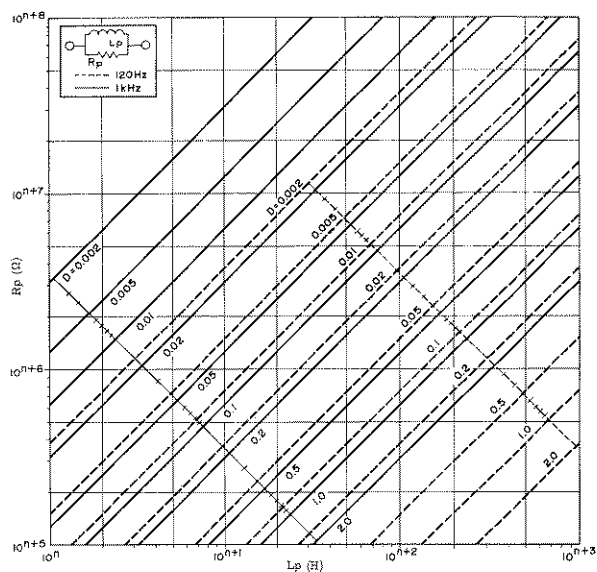 10ⁿ⁺⁸
Lp
Rp
120Hz
1kHz
10ⁿ⁺⁷
D=0.002
0.005
0.01
0.02
0.05
0.1
0.2
0.5
1.0
2.0
Rp (Ω)
D=0.002
0.005
0.01
0.02
0.05
0.1
0.2
0.5
1.0
2.0
10ⁿ⁺⁶
10ⁿ⁺⁵
10ⁿ
10ⁿ⁺¹
10ⁿ⁺²
10ⁿ⁺³
Lp (H)